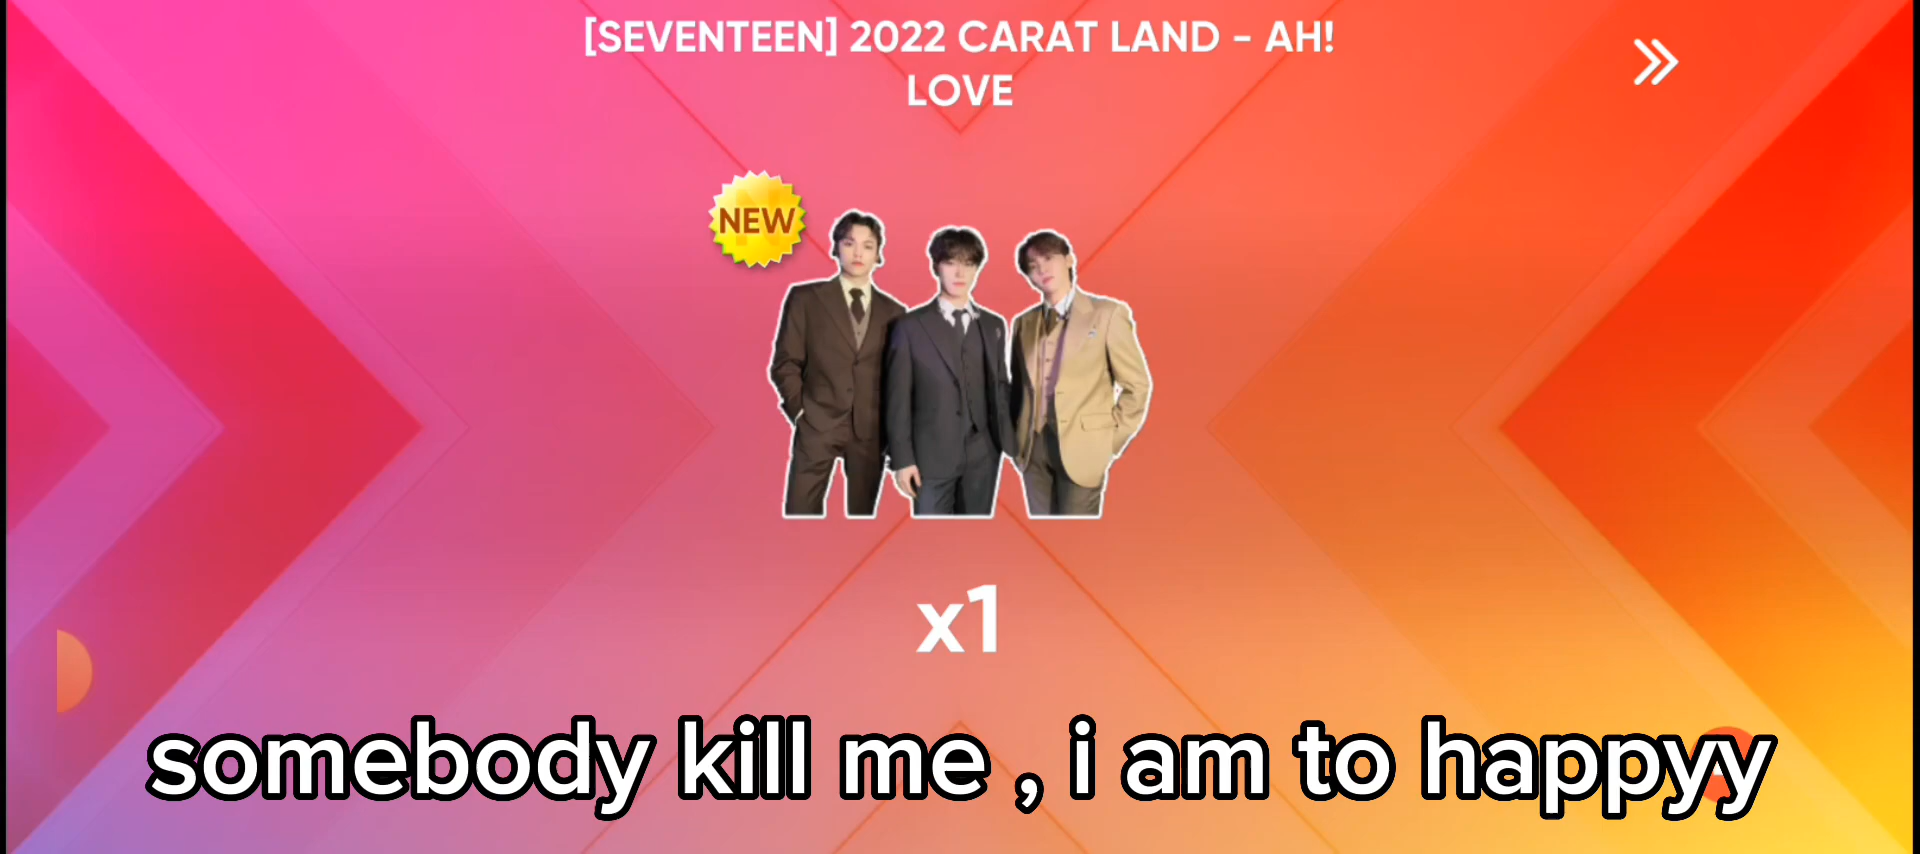 [SEVENTEEN] 2022 CARAT LAND - AH!
LOVE
NEW
x1
somebody kill me , i am to happyy